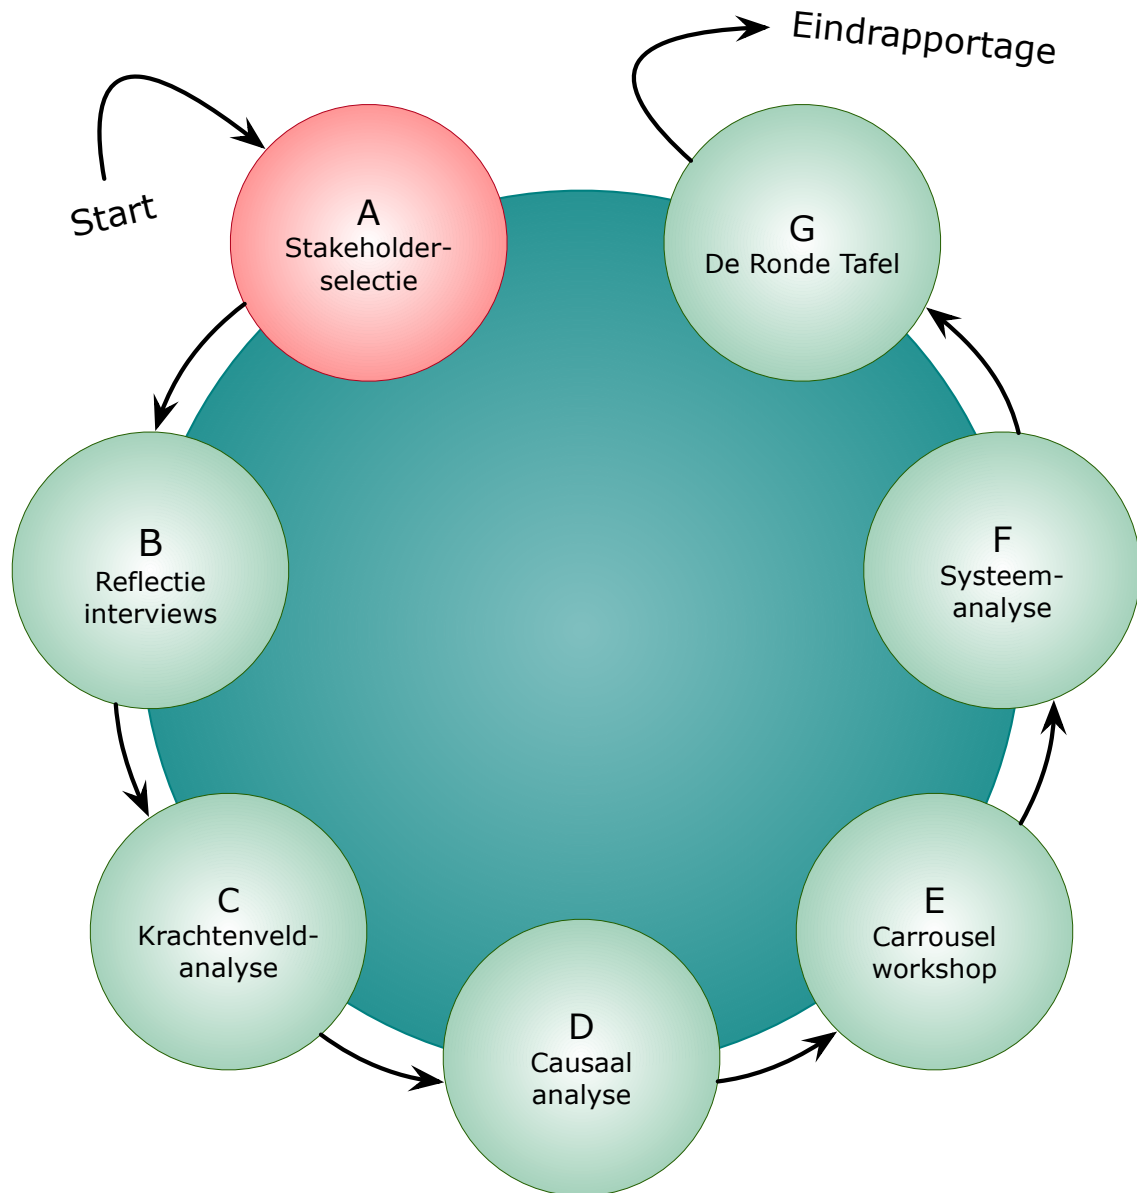 Start
A
Stakeholder-
selectie
B
Reflectie
interviews
C
Krachtenveld-
analyse
D
Causaal
analyse
E
Carrousel
workshop
F
Systeem-
analyse
G
De Ronde Tafel
Eindrapportage